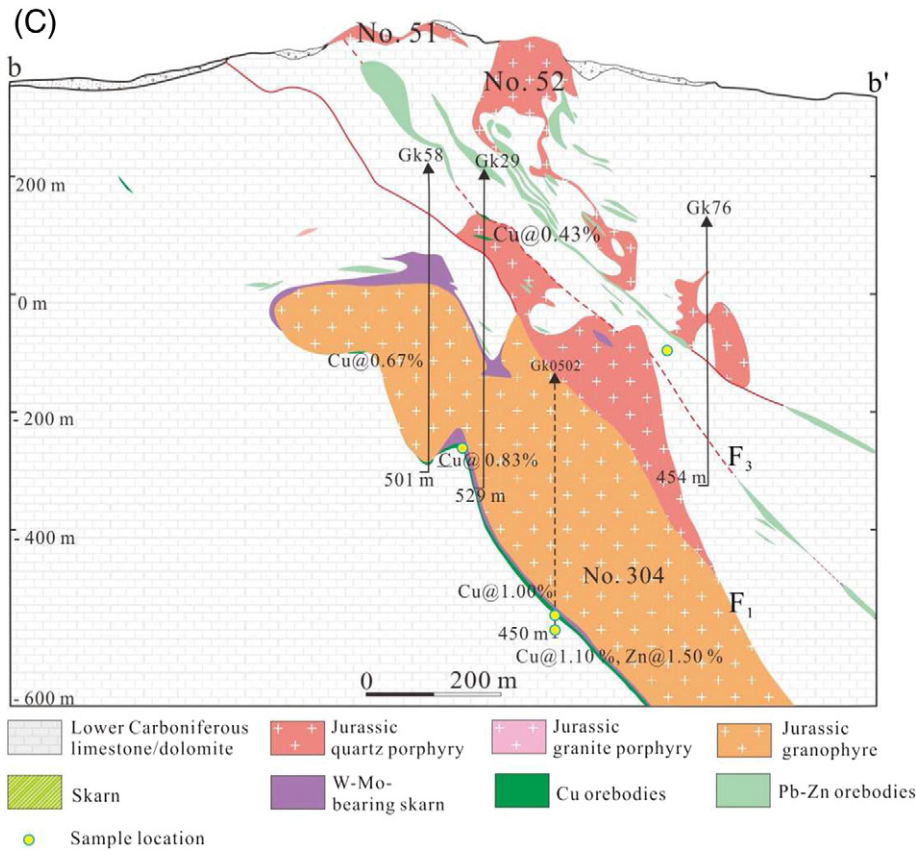 (C)
No. 51
b
No. 52
b'
Gk58
Gk29
200 m
Gk76
Cu@0.43%
0 m
Cu@0.67%
Gk0502
- 200 m
Cu@0.83%
F3
501 m
454 m
529 m
- 400 m
No. 304
Cu@1.00%
F1
450 m
Cu@1.10 %, Zn@1.50 %
- 600 m
0 200 m
Lower Carboniferous
limestone/dolomite
Jurassic
quartz porphyry
Jurassic
granite porphyry
Jurassic
granophyre
Skarn
W-Mo-
bearing skarn
Cu orebodies
Pb-Zn orebodies
Sample location